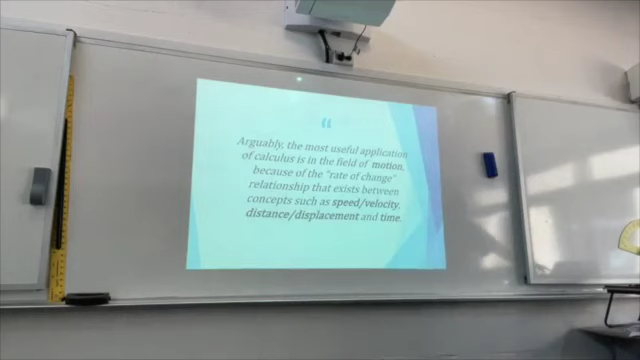 “
Arguably, the most useful application
of calculus is in the field of motion,
because of the "rate of change"
relationship that exists between
concepts such as speed/velocity,
distance/displacement and time.